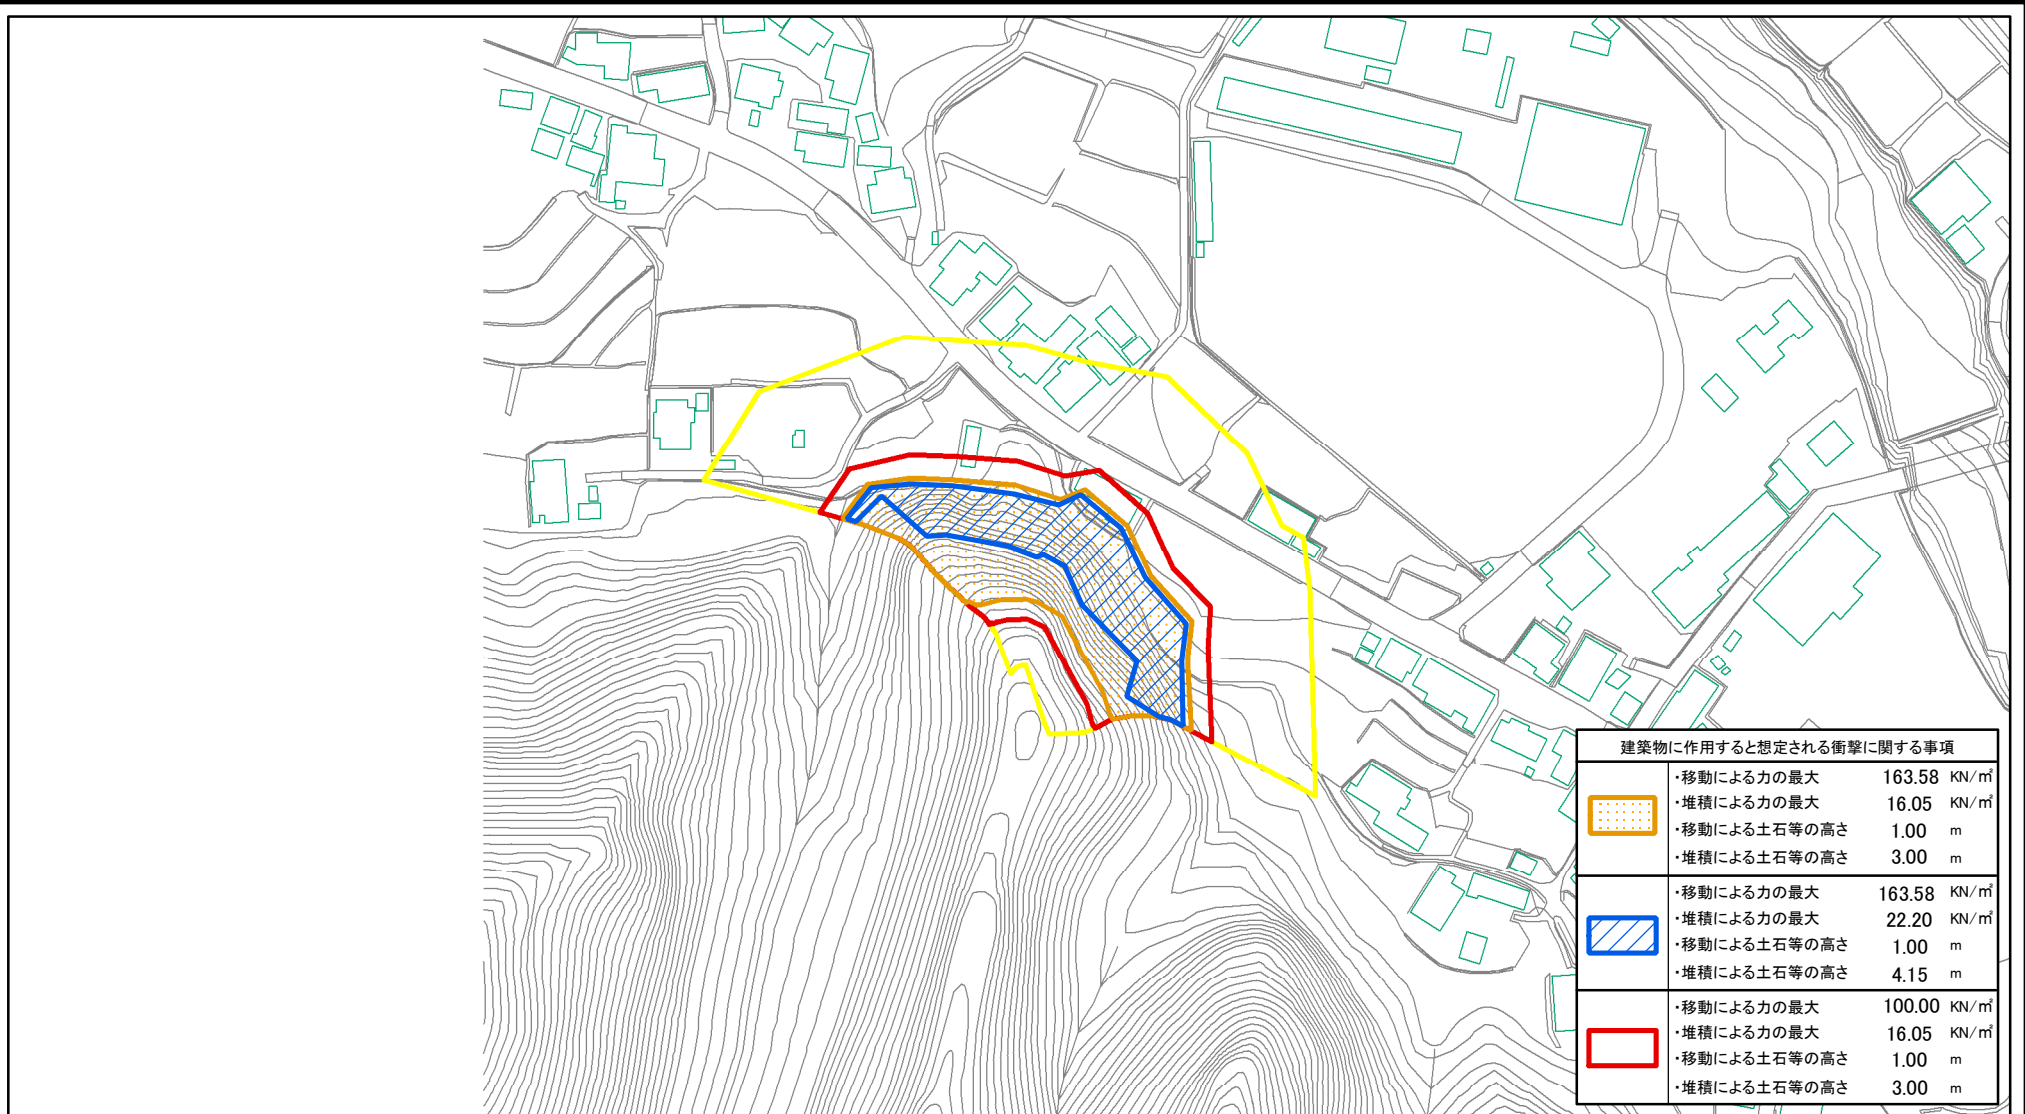 建築物に作用すると想定される衝撃に関する事項
・移動による力の最大 163.58 KN/㎡
・堆積による力の最大 16.05 KN/㎡
・移動による土石等の高さ 1.00 m
・堆積による土石等の高さ 3.00 m
・移動による力の最大 163.58 KN/㎡
・堆積による力の最大 22.20 KN/㎡
・移動による土石等の高さ 1.00 m
・堆積による土石等の高さ 4.15 m
・移動による力の最大 100.00 KN/㎡
・堆積による力の最大 16.05 KN/㎡
・移動による土石等の高さ 1.00 m
・堆積による土石等の高さ 3.00 m